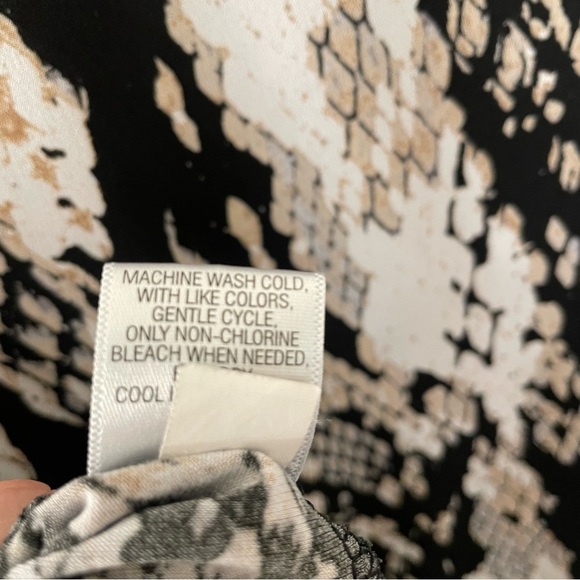 MACHINE WASH COLD,
WITH LIKE COLORS,
GENTLE CYCLE,
ONLY NON-CHLORINE
BLEACH WHEN NEEDED,
COOL